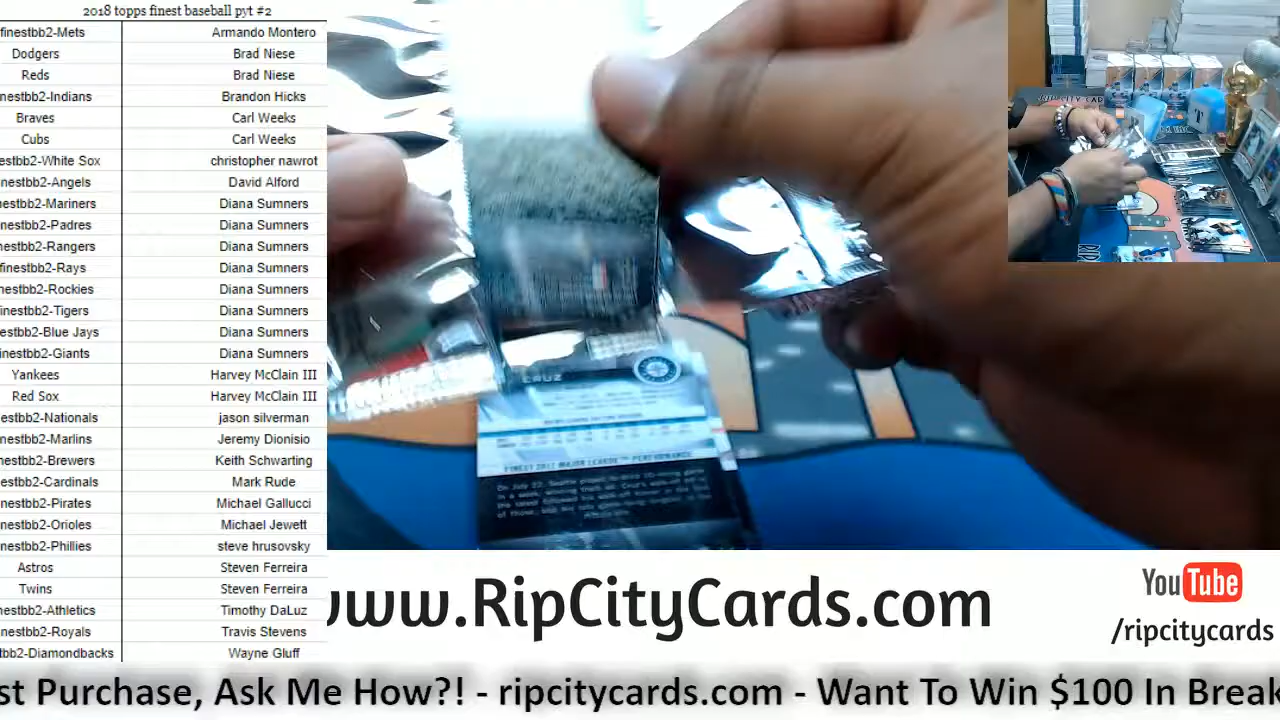 2018 topps finest baseball pyt #2
finestbb2-Mets Armando Montero
Dodgers Brad Niese
Reds Brad Niese
nestbb2-Indians Brandon Hicks
Braves Carl Weeks
Cubs Carl Weeks
estbb2-White Sox christopher nawrot
nestbb2-Angels David Alford
nestbb2-Mariners Diana Sumners
nestbb2-Padres Diana Sumners
nestbb2-Rangers Diana Sumners
finestbb2-Rays Diana Sumners
nestbb2-Rockies Diana Sumners
finestbb2-Tigers Diana Sumners
estbb2-Blue Jays Diana Sumners
inestbb2-Giants Diana Sumners
Yankees Harvey McClain III
Red Sox Harvey McClain III
nestbb2-Nationals jason silverman
nestbb2-Marlins Jeremy Dionisio
nestbb2-Brewers Keith Schwarting
nestbb2-Cardinals Mark Rude
nestbb2-Pirates Michael Gallucci
nestbb2-Orioles Michael Jewett
nestbb2-Phillies steve hrusovsky
Astros Steven Ferreira
Twins Steven Ferreira
nestbb2-Athletics Timothy DaLuz
nestbb2-Royals Travis Stevens
tbb2-Diamondbacks Wayne Gluff
CRUZ
FINEST 2017 MAJOR LEAGUE PERFORMANCE
www.RipCityCards.com
YouTube
/ripcitycards
st Purchase, Ask Me How?! - ripcitycards.com - Want To Win $100 In Break